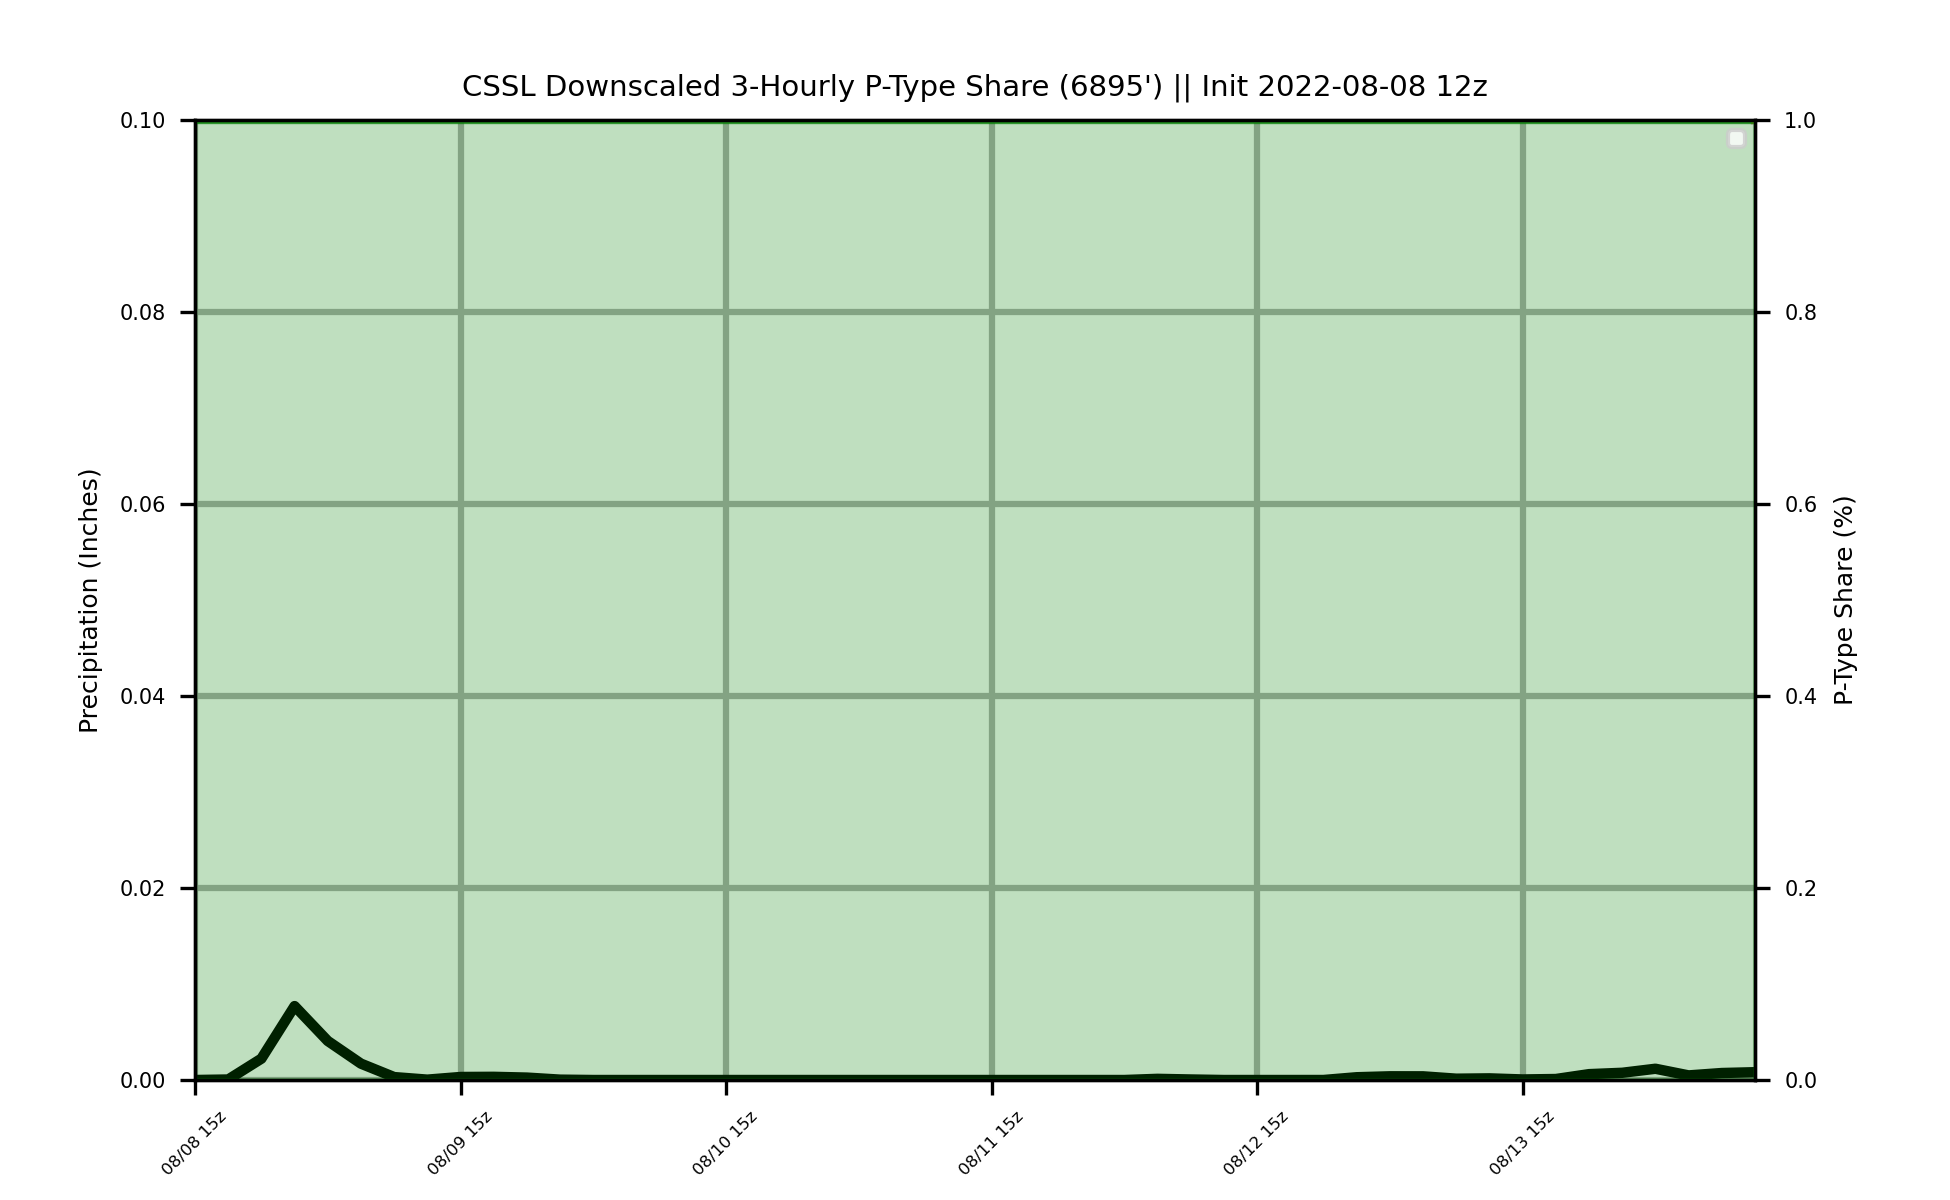 CSSL Downscaled 3-Hourly P-Type Share (6895') || Init 2022-08-08 12z
0.10
0.08
0.06
0.04
0.02
0.00
Precipitation (Inches)
1.0
0.8
0.6
0.4
0.2
0.0
P-Type Share (%)
08/08 15z
08/09 15z
08/10 15z
08/11 15z
08/12 15z
08/13 15z